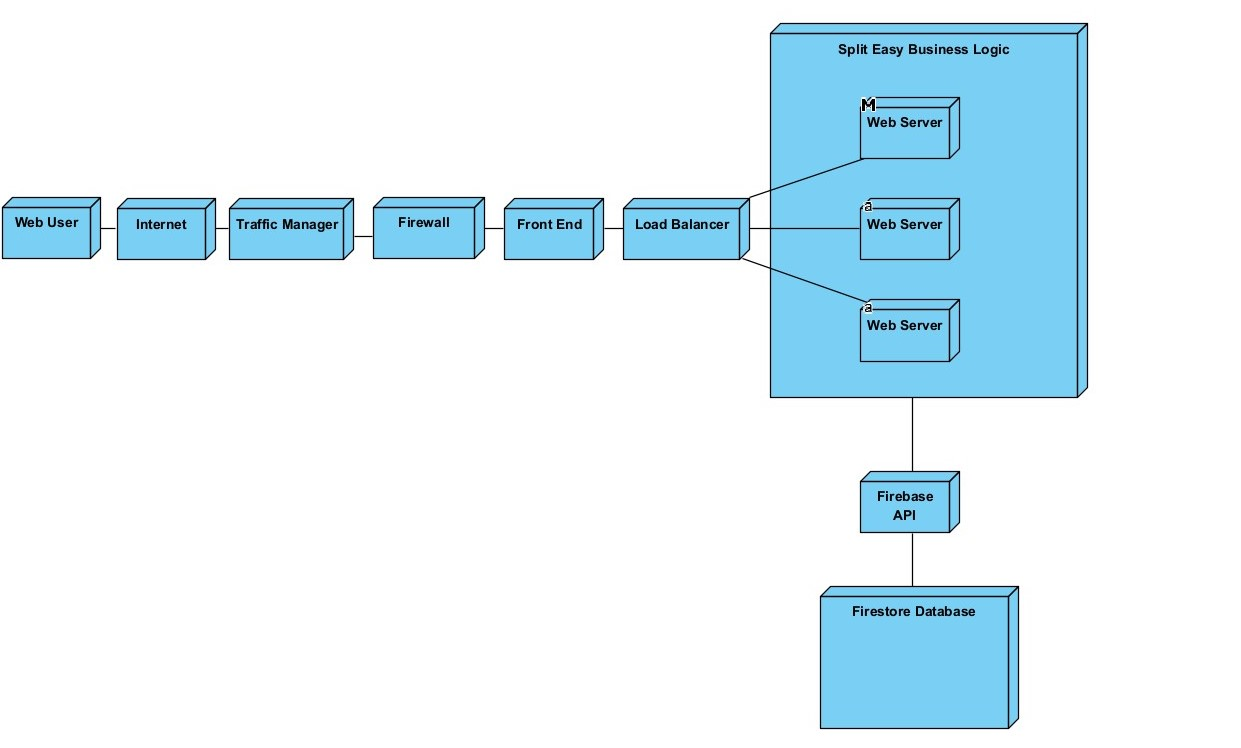 Split Easy Business Logic
M
Web Server
Web User
Internet
Traffic Manager
Firewall
Front End
Load Balancer
a
Web Server
a
Web Server
Firebase
API
Firestore Database